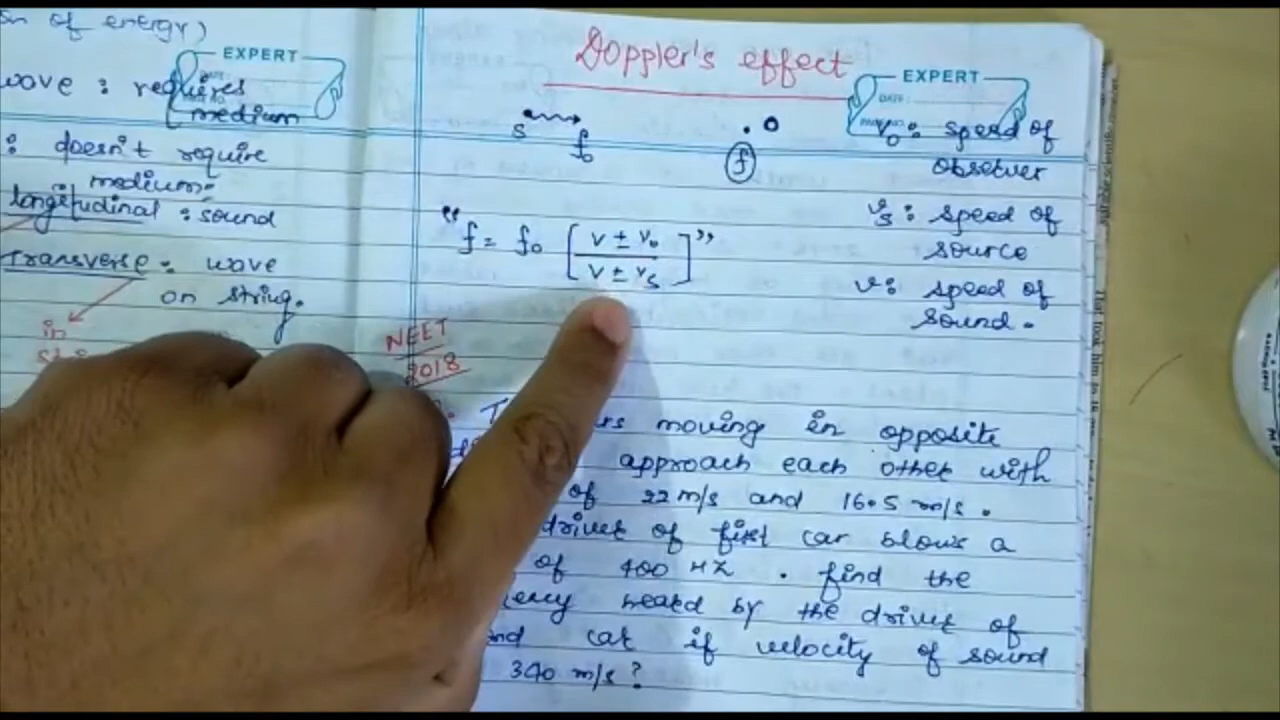 n of energy)
EXPERT
DATE:
wave : requires
medium
: doesn't require
medium.
longitudinal : sound
Transverse : wave
on string.
in
Doppler's effect
EXPERT
DATE:
S f₀ . O
f
v₀ : speed of
observer
vₛ : speed of
source
v : speed of
sound.
"f = f₀ [ v ± v₀ / v ± vₛ ]"
NEET
2018
moving in opposite
approach each other with
of 22 m/s and 16.5 m/s.
driver of first car blows a
of 400 HZ . find the
heard by the driver of
car if velocity of sound
340 m/s ?